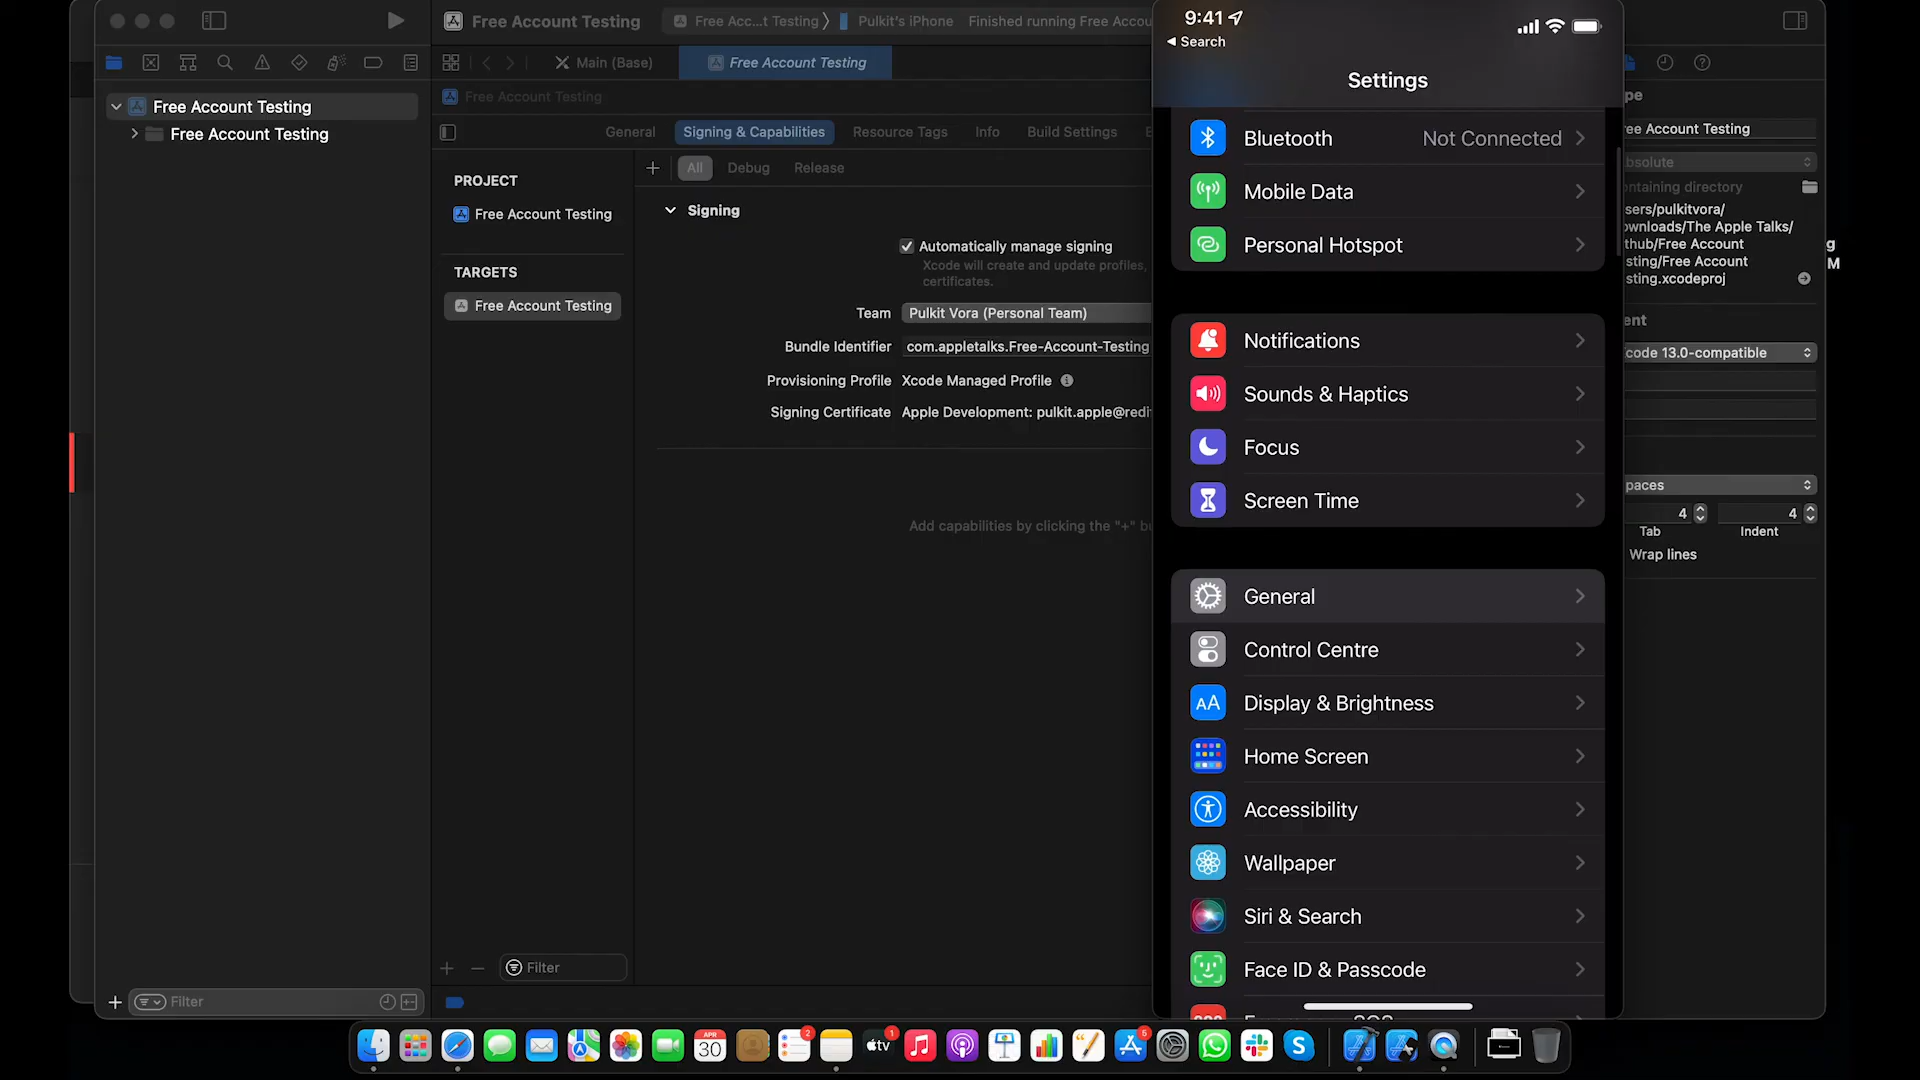 Free Account Testing
Free Acc...t Testing
Pulkit's iPhone
Finished running Free Accou
Main (Base)
Free Account Testing
Free Account Testing
Free Account Testing
Free Account Testing
General
Signing & Capabilities
Resource Tags
Info
Build Settings
PROJECT
Free Account Testing
TARGETS
Free Account Testing
Filter
Filter
All
Debug
Release
Signing
Automatically manage signing
Xcode will create and update profiles,
certificates.
Team
Pulkit Vora (Personal Team)
Bundle Identifier
com.appletalks.Free-Account-Testing
Provisioning Profile
Xcode Managed Profile
Signing Certificate
Apple Development: pulkit.apple@redi
Add capabilities by clicking the "+" bu
9:41
Search
Settings
Bluetooth
Not Connected
Mobile Data
Personal Hotspot
Notifications
Sounds & Haptics
Focus
Screen Time
General
Control Centre
Display & Brightness
Home Screen
Accessibility
Wallpaper
Siri & Search
Face ID & Passcode
pe
ee Account Testing
bsolute
ntaining directory
sers/pulkitvora/
ownloads/The Apple Talks/
thub/Free Account
sting/Free Account
sting.xcodeproj
ent
code 13.0-compatible
paces
4
4
Tab
Indent
Wrap lines
g
M
APR
30
2
tv
1
6